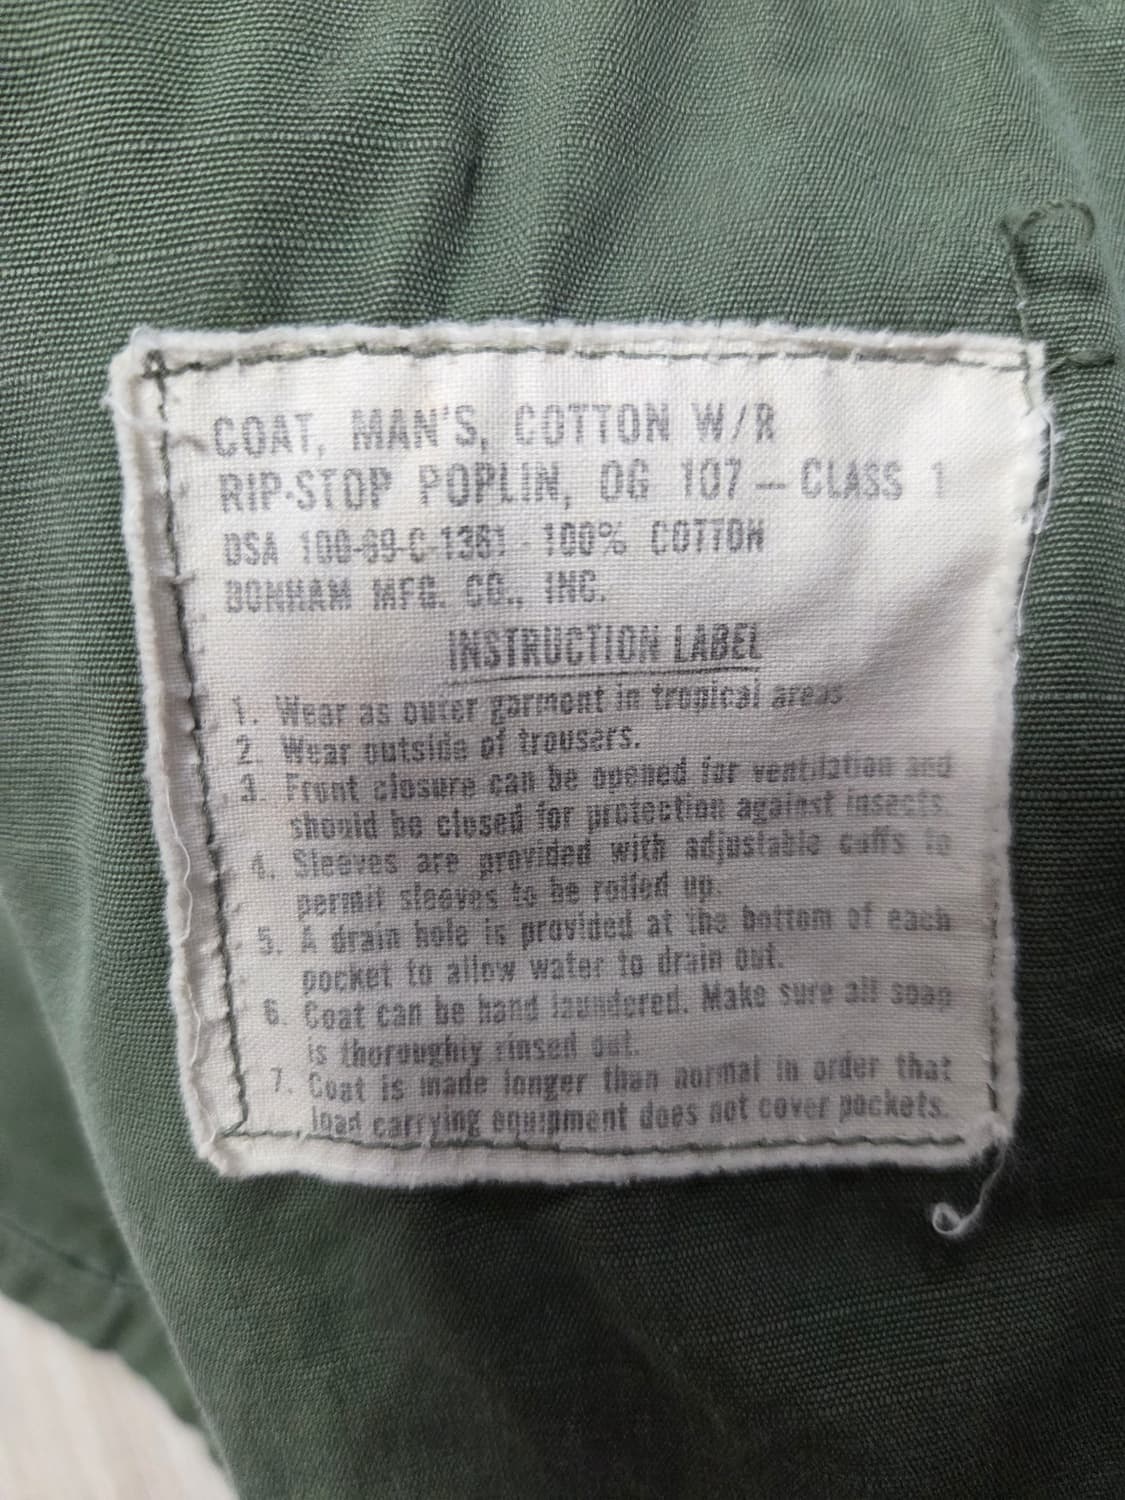 COAT, MAN'S, COTTON W/R
RIP-STOP POPLIN, OG 107 – CLASS 1
DSA 100-69-C-1361 - 100% COTTON
BONHAM MFG. CO., INC.
INSTRUCTION LABEL
1. Wear as outer garment in tropical areas
2. Wear outside of trousers.
3. Front closure can be opened for ventilation and
should be closed for protection against insects.
4. Sleeves are provided with adjustable cuffs to
permit sleeves to be rolled up.
5. A drain hole is provided at the bottom of each
pocket to allow water to drain out.
6. Coat can be hand laundered. Make sure all soap
is thoroughly rinsed out.
7. Coat is made longer than normal in order that
load carrying equipment does not cover pockets.